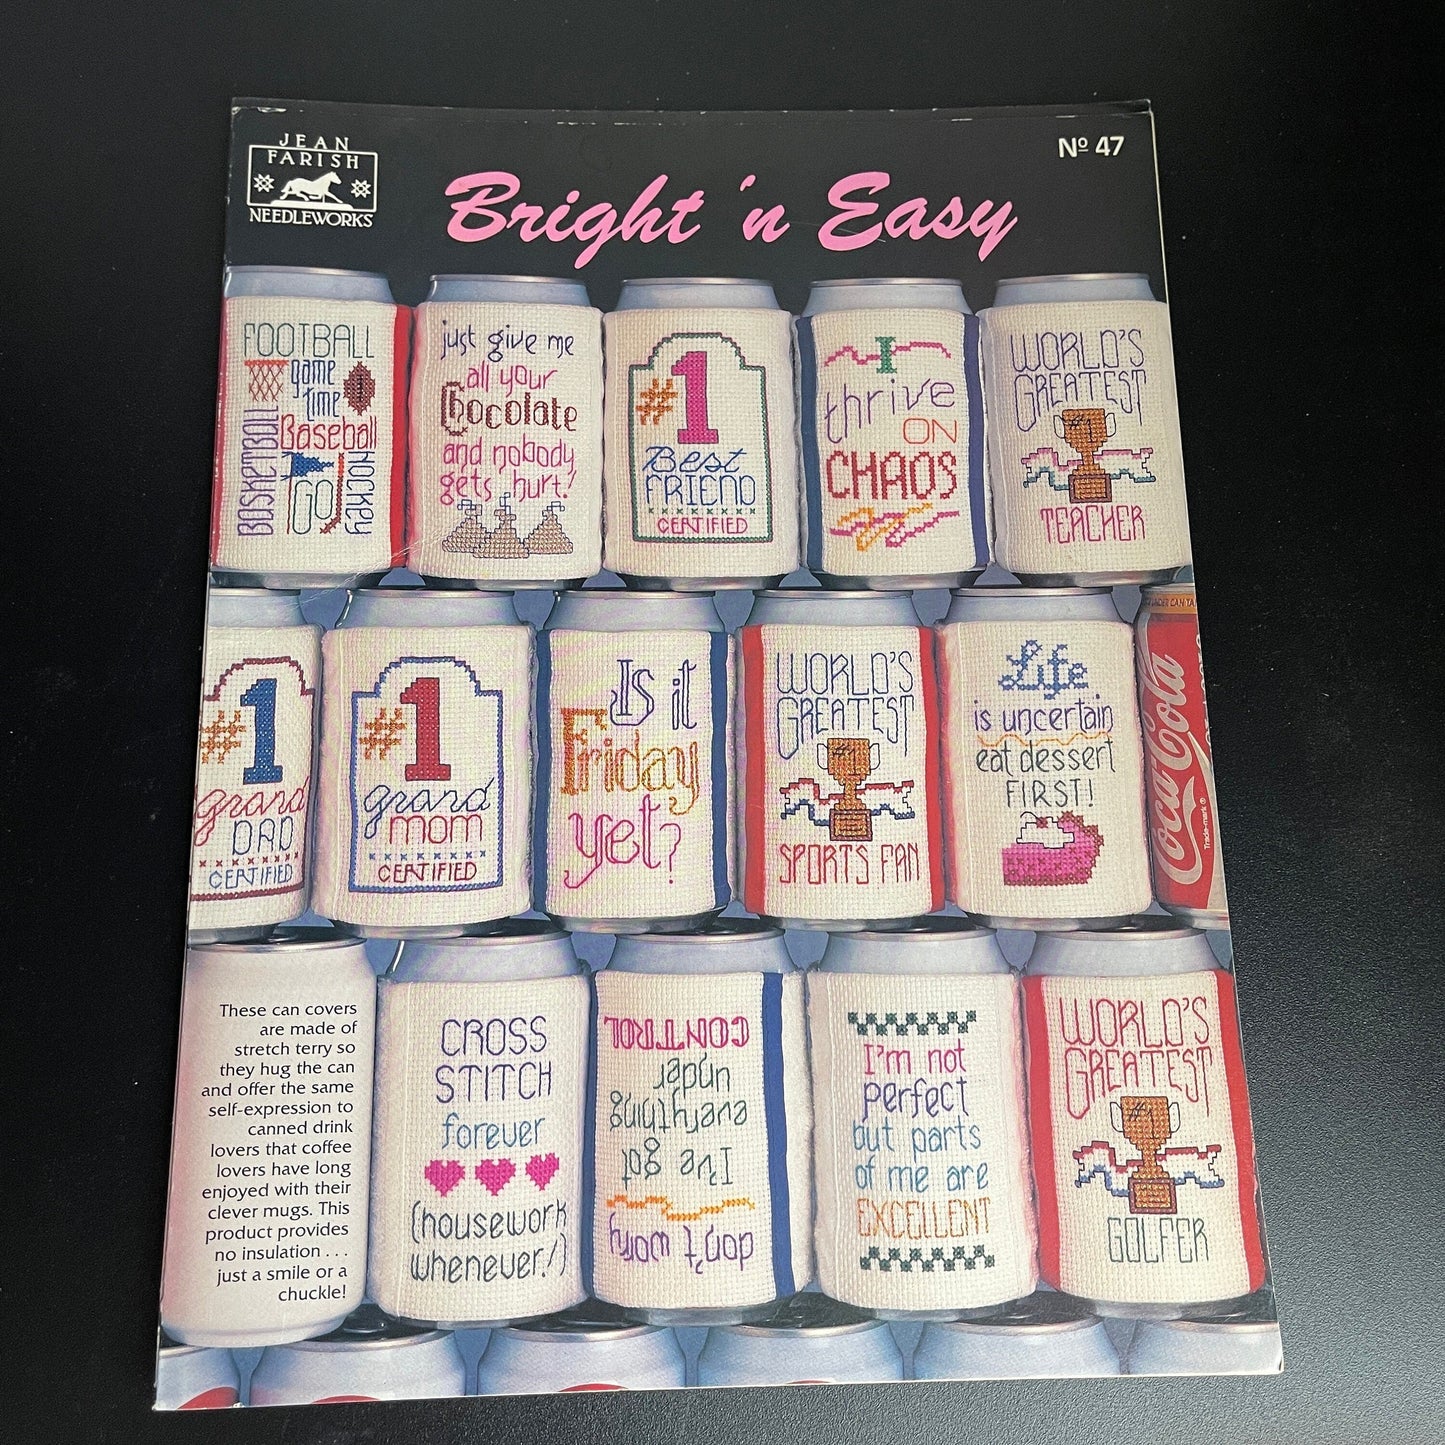 JEAN
FARISH
NEEDLEWORKS
Bright 'n Easy
Nº 47
FOOTBALL
game
time
BASKETBALL
Baseball
HOCKEY
GO
just give me
all your
Chocolate
and nobody
gets hurt!
#1
Best
FRIEND
CERTIFIED
I
thrive
ON
CHAOS
WORLD'S
GREATEST
#1
TEACHER
#1
grand
DAD
CERTIFIED
#1
grand
mom
CERTIFIED
Is it
Friday
yet?
WORLD'S
GREATEST
#1
SPORTS FAN
Life
is uncertain
eat dessert
FIRST!
Coca-Cola
Trade-mark ®
These can covers
are made of
stretch terry so
they hug the can
and offer the same
self-expression to
canned drink
lovers that coffee
lovers have long
enjoyed with their
clever mugs. This
product provides
no insulation . . .
just a smile or a
chuckle!
CROSS
STITCH
forever
(housework
whenever!)
don't worry
I've got
everything
under
CONTROL
I'm not
perfect
but parts
of me are
EXCELLENT
WORLD'S
GREATEST
#1
GOLFER